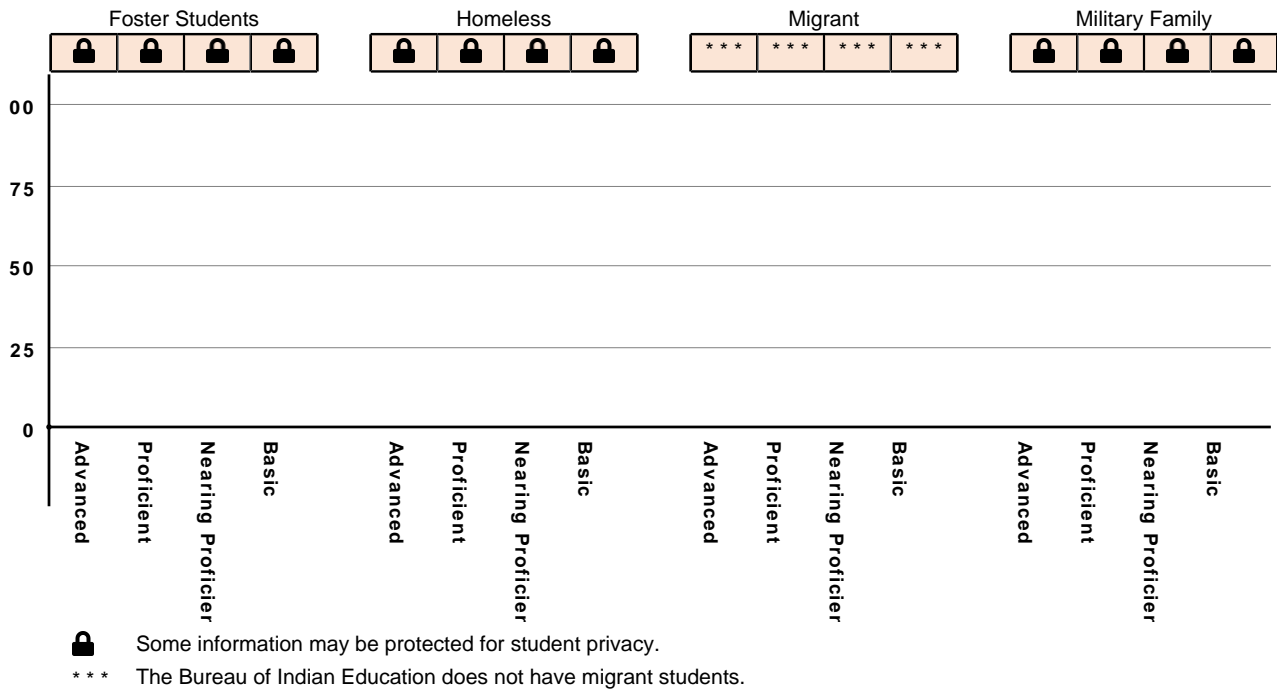 Foster Students Homeless Migrant Military Family
* * * * * * * * * * * *
00
75
50
25
0
Advanced Proficient Nearing Proficier Basic Advanced Proficient Nearing Proficier Basic Advanced Proficient Nearing Proficier Basic Advanced Proficient Nearing Proficier Basic
Some information may be protected for student privacy.
* * * The Bureau of Indian Education does not have migrant students.